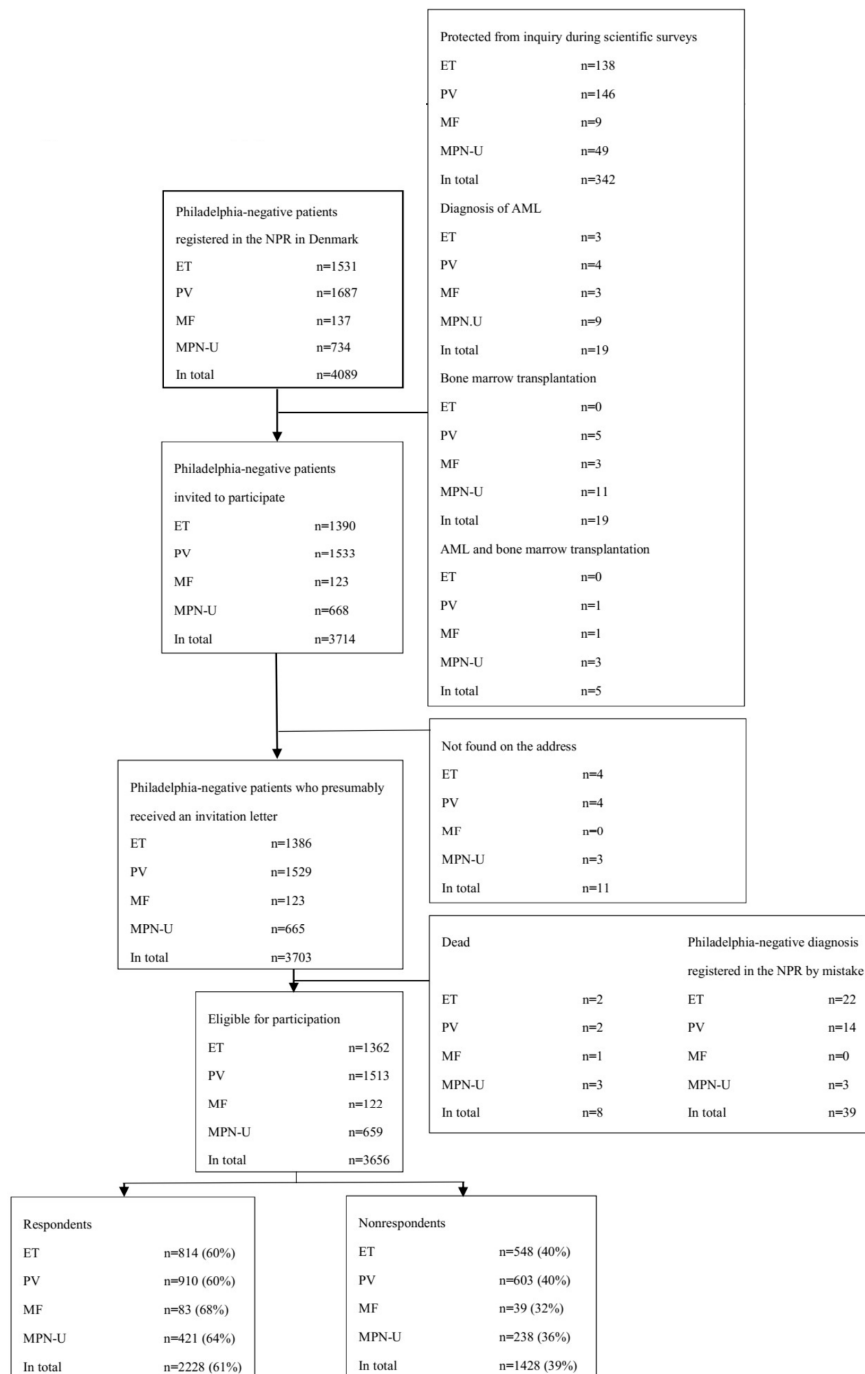 Protected from inquiry during scientific surveys
ET n=138
PV n=146
MF n=9
MPN-U n=49
In total n=342
Diagnosis of AML
ET n=3
PV n=4
MF n=3
MPN.U n=9
In total n=19
Bone marrow transplantation
ET n=0
PV n=5
MF n=3
MPN-U n=11
In total n=19
AML and bone marrow transplantation
ET n=0
PV n=1
MF n=1
MPN-U n=3
In total n=5
Philadelphia-negative patients
registered in the NPR in Denmark
ET n=1531
PV n=1687
MF n=137
MPN-U n=734
In total n=4089
Philadelphia-negative patients
invited to participate
ET n=1390
PV n=1533
MF n=123
MPN-U n=668
In total n=3714
Not found on the address
ET n=4
PV n=4
MF n=0
MPN-U n=3
In total n=11
Philadelphia-negative patients who presumably
received an invitation letter
ET n=1386
PV n=1529
MF n=123
MPN-U n=665
In total n=3703
Dead
ET n=2
PV n=2
MF n=1
MPN-U n=3
In total n=8
Philadelphia-negative diagnosis
registered in the NPR by mistake
ET n=22
PV n=14
MF n=0
MPN-U n=3
In total n=39
Eligible for participation
ET n=1362
PV n=1513
MF n=122
MPN-U n=659
In total n=3656
Respondents
ET n=814 (60%)
PV n=910 (60%)
MF n=83 (68%)
MPN-U n=421 (64%)
In total n=2228 (61%)
Nonrespondents
ET n=548 (40%)
PV n=603 (40%)
MF n=39 (32%)
MPN-U n=238 (36%)
In total n=1428 (39%)